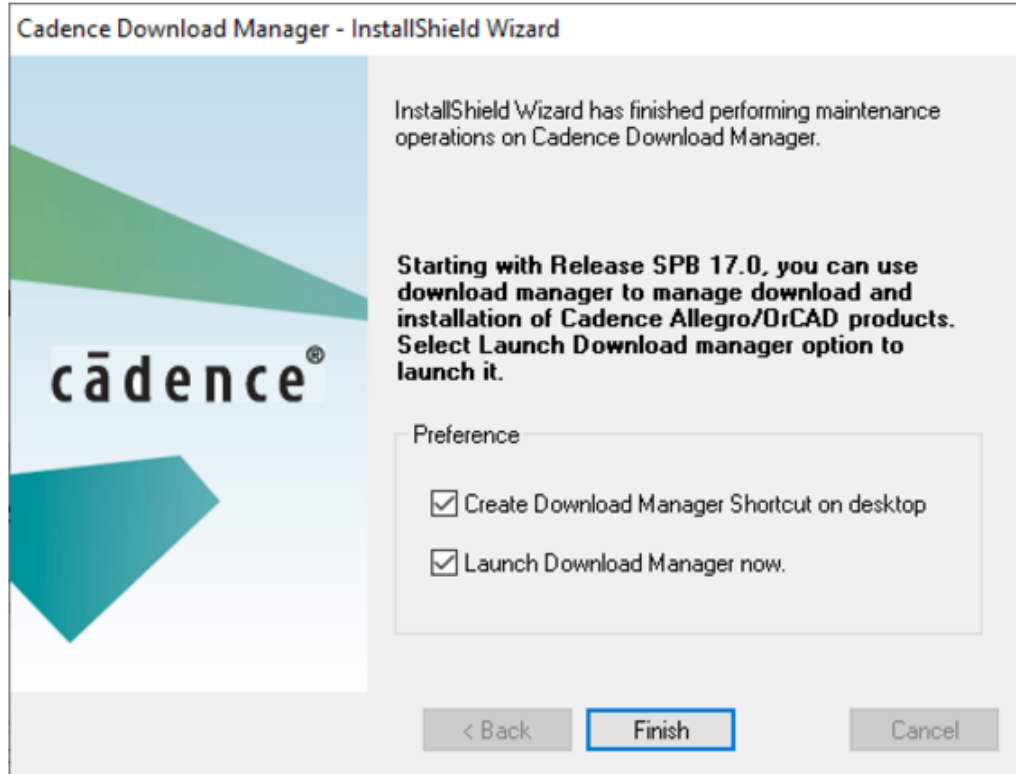 Cadence Download Manager - InstallShield Wizard
InstallShield Wizard has finished performing maintenance
operations on Cadence Download Manager.
Starting with Release SPB 17.0, you can use
download manager to manage download and
installation of Cadence Allegro/OrCAD products.
Select Launch Download manager option to
launch it.
cādence®
Preference
Create Download Manager Shortcut on desktop
Launch Download Manager now.
< Back
Finish
Cancel